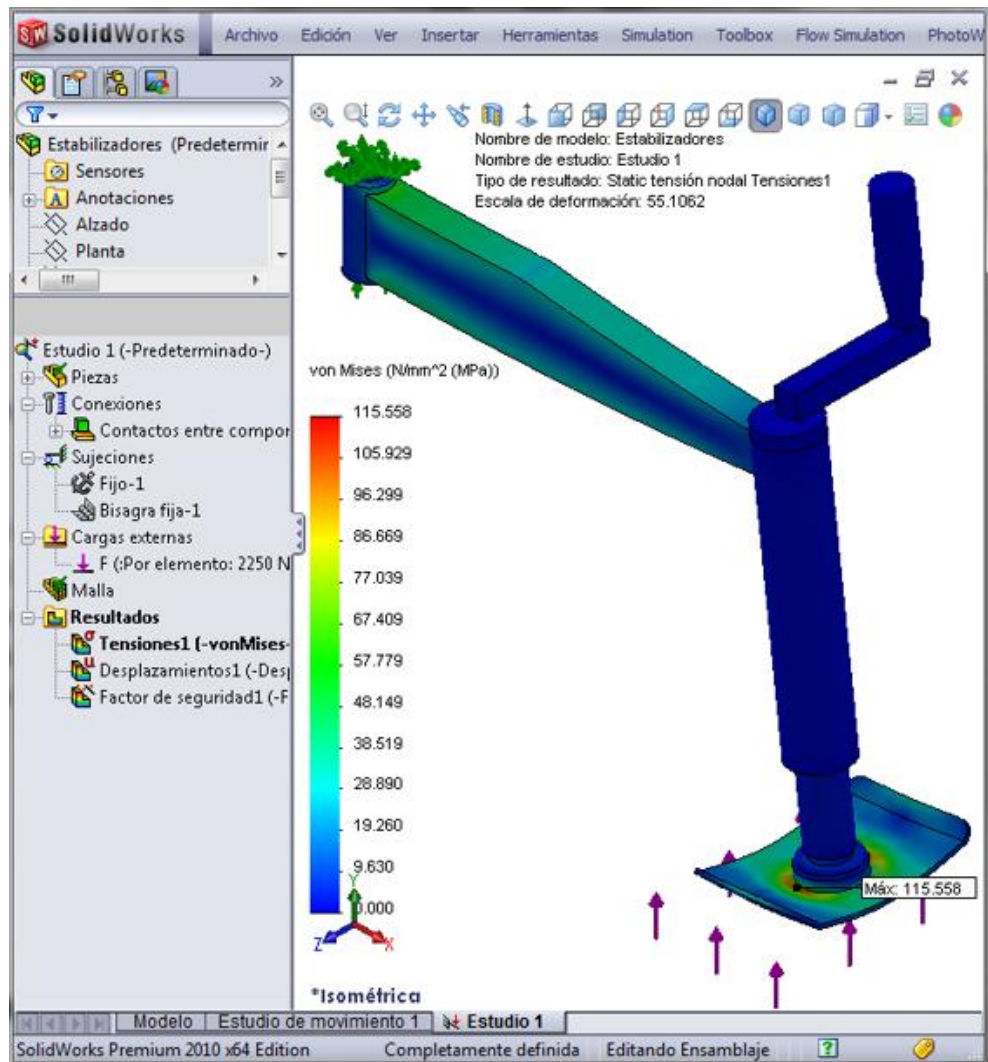 SolidWorks Archivo Edición Ver Insertar Herramientas Simulation Toolbox Flow Simulation PhotoW
Estabilizadores (Predetermir
Sensores
Anotaciones
Alzado
Planta
Estudio 1 (-Predeterminado-)
Piezas
Conexiones
Contactos entre compor
Sujeciones
Fijo-1
Bisagra fija-1
Cargas externas
F (:Por elemento: 2250 N
Malla
Resultados
Tensiones1 (-vonMises-
Desplazamientos1 (-Desp
Factor de seguridad1 (-F
Nombre de modelo: Estabilizadores
Nombre de estudio: Estudio 1
Tipo de resultado: Static tensión nodal Tensiones1
Escala de deformación: 55.1062
von Mises (N/mm^2 (MPa))
115.558
105.929
96.299
86.669
77.039
67.409
57.779
48.149
38.519
28.890
19.260
9.630
0.000
Máx: 115.558
Y
Z X
*Isométrica
Modelo Estudio de movimiento 1 Estudio 1
SolidWorks Premium 2010 x64 Edition Completamente definida Editando Ensamblaje